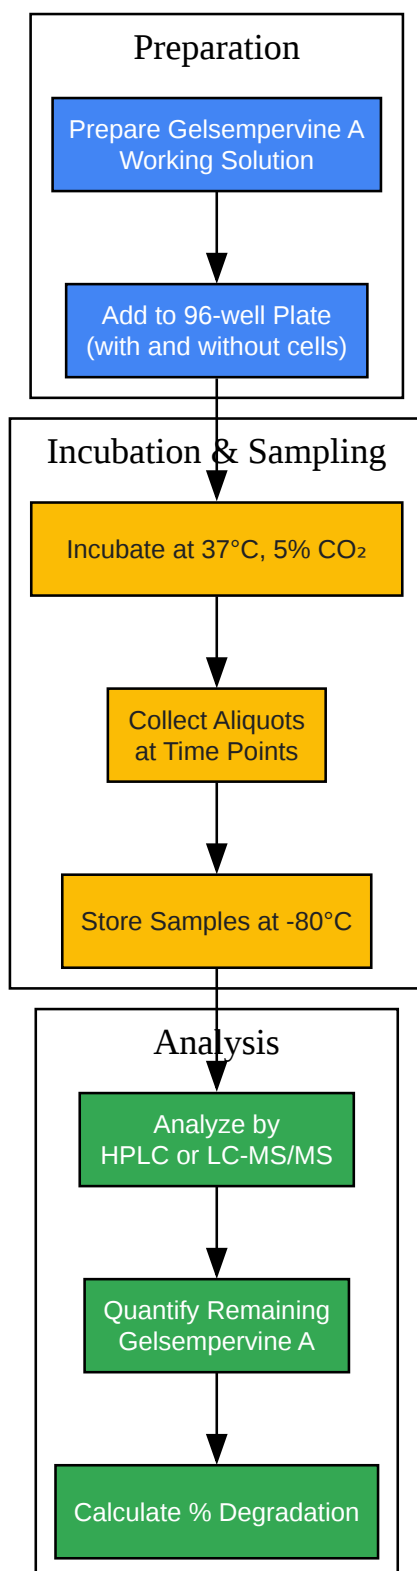 Preparation
Prepare Gelsempervine A
Working Solution
Add to 96-well Plate
(with and without cells)
Incubation & Sampling
Incubate at 37°C, 5% CO₂
Collect Aliquots
at Time Points
Store Samples at -80°C
Analysis
Analyze by
HPLC or LC-MS/MS
Quantify Remaining
Gelsempervine A
Calculate % Degradation